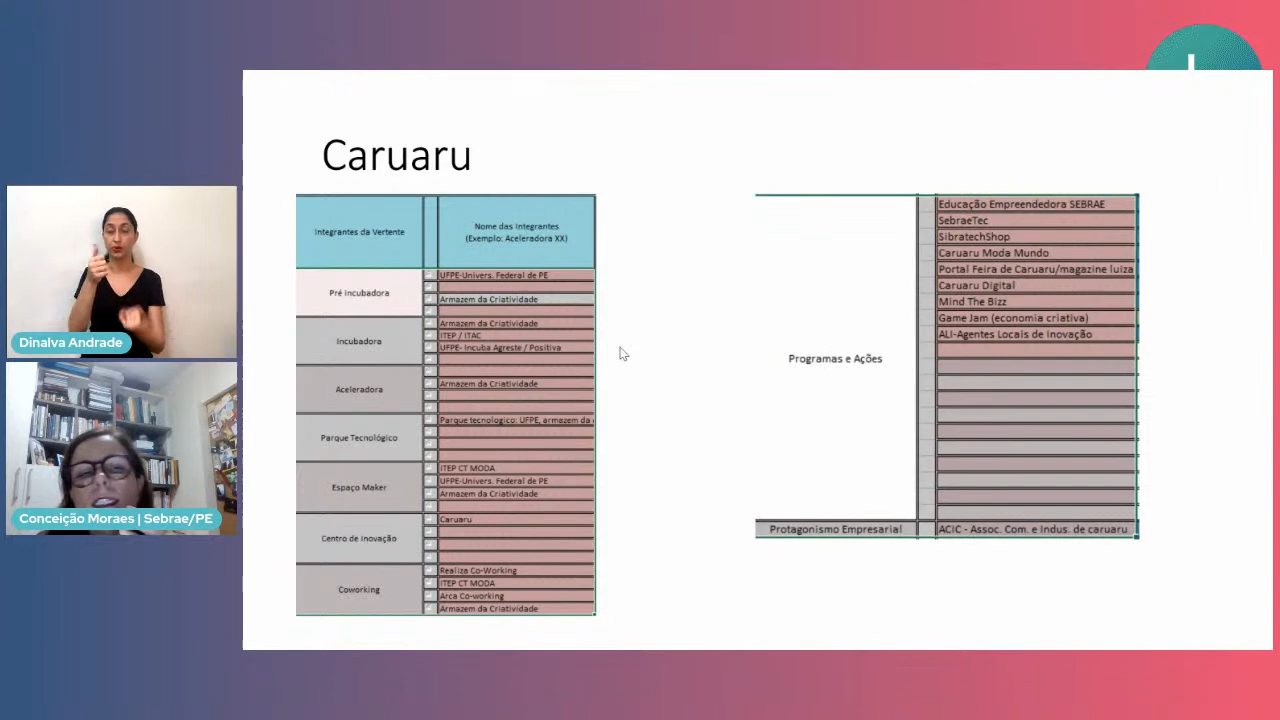 Caruaru
Integrantes da Vertente
Nome das Integrantes
(Exemplo: Aceleradora XX)
Pré Incubadora
UFPE-Univers. Federal de PE
Armazem da Criatividade
Incubadora
Armazem da Criatividade
ITEP / ITAC
UFPE- Incuba Agreste / Positiva
Aceleradora
Armazem da Criatividade
Parque Tecnológico
Parque tecnologico: UFPE, armazem da
Espaço Maker
ITEP CT MODA
UFPE-Univers. Federal de PE
Armazem da Criatividade
Centro de Inovação
Caruaru
Coworking
Realiza Co-Working
ITEP CT MODA
Arca Co-working
Armazem da Criatividade
Programas e Ações
Educação Empreendedora SEBRAE
SebraeTec
SibratechShop
Caruaru Moda Mundo
Portal Feira de Caruaru/magazine luiza
Caruaru Digital
Mind The Bizz
Game Jam (economia criativa)
ALI-Agentes Locais de Inovação
Protagonismo Empresarial
ACIC - Assoc. Com. e Indus. de caruaru
Dinalva Andrade
Conceição Moraes | Sebrae/PE